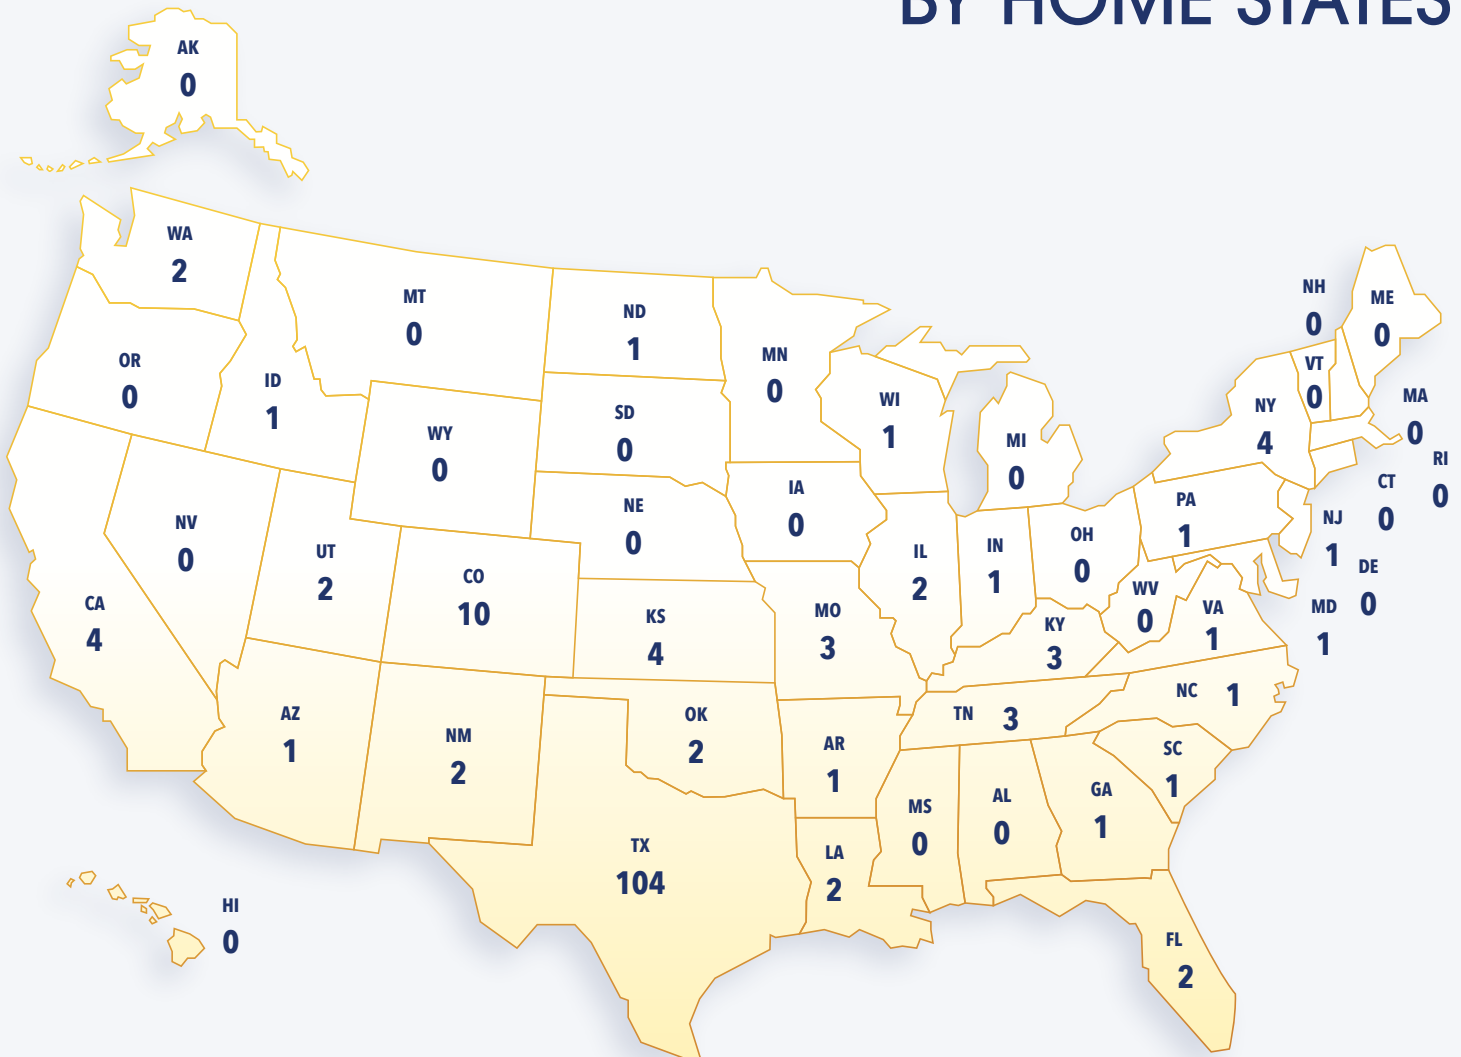 BY HOME STATES
AK
0
WA
2
MT
0
ND
1
NH
0
ME
0
OR
0
ID
1
MN
0
VT
0
WI
1
MA
0
NY
4
SD
0
WY
0
MI
0
RI
0
IA
0
CT
0
PA
1
NE
0
NV
0
NJ
1
OH
0
IN
1
IL
2
UT
2
DE
0
CO
10
WV
0
CA
4
MO
3
KS
4
VA
1
MD
1
KY
3
NC 1
TN 3
AZ
1
OK
2
NM
2
AR
1
SC
1
GA
1
AL
0
MS
0
TX
104
LA
2
HI
0
FL
2